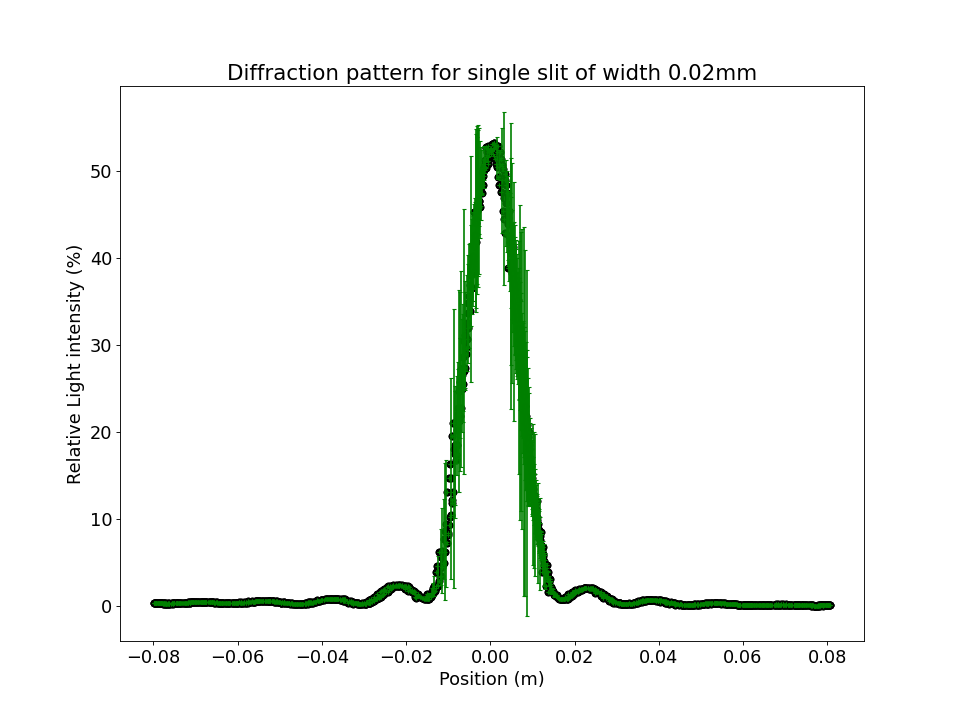 Diffraction pattern for single slit of width 0.02mm
Relative Light intensity (%)
50
40
30
20
10
0
−0.08 −0.06 −0.04 −0.02 0.00 0.02 0.04 0.06 0.08
Position (m)